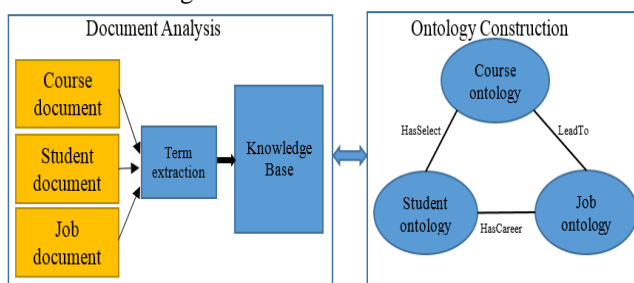 Document Analysis
Course
document
Student
document
Job
document
Term
extraction
Knowledge
Base
Ontology Construction
Course
ontology
HasSelect
LeadTo
Student
ontology
Job
ontology
HasCareer